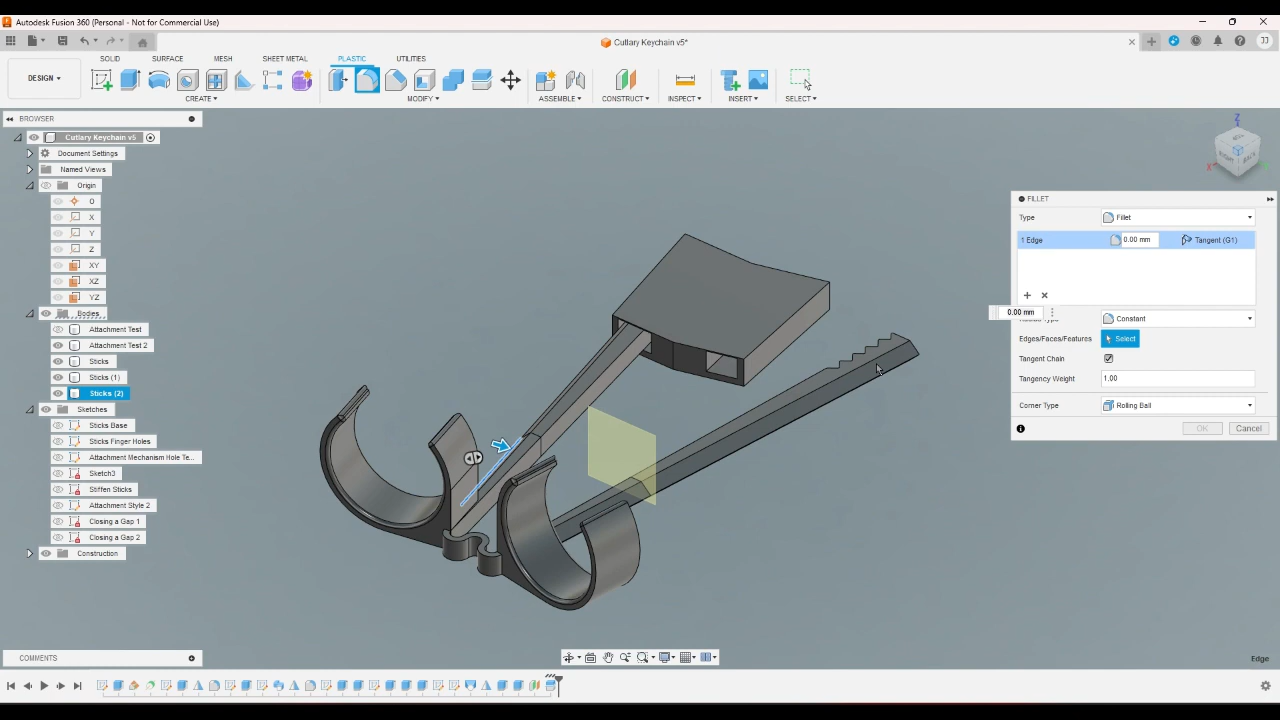 Autodesk Fusion 360 (Personal - Not for Commercial Use)
Cutlary Keychain v5*
JJ
DESIGN
SOLID SURFACE MESH SHEET METAL PLASTIC UTILITIES
CREATE MODIFY ASSEMBLE CONSTRUCT INSPECT INSERT SELECT
BROWSER
Cutlary Keychain v5
Document Settings
Named Views
Origin
O
X
Y
Z
XY
XZ
YZ
Bodies
Attachment Test
Attachment Test 2
Sticks
Sticks (1)
Sticks (2)
Sketches
Sticks Base
Sticks Finger Holes
Attachment Mechanism Hole Te...
Sketch3
Stiffen Sticks
Attachment Style 2
Closing a Gap 1
Closing a Gap 2
Construction
Z
RIGHT
BACK
X
FILLET
Type Fillet
1 Edge 0.00 mm Tangent (G1)
0.00 mm
Type Constant
Edges/Faces/Features Select
Tangent Chain
Tangency Weight 1.00
Corner Type Rolling Ball
OK Cancel
COMMENTS
Edge